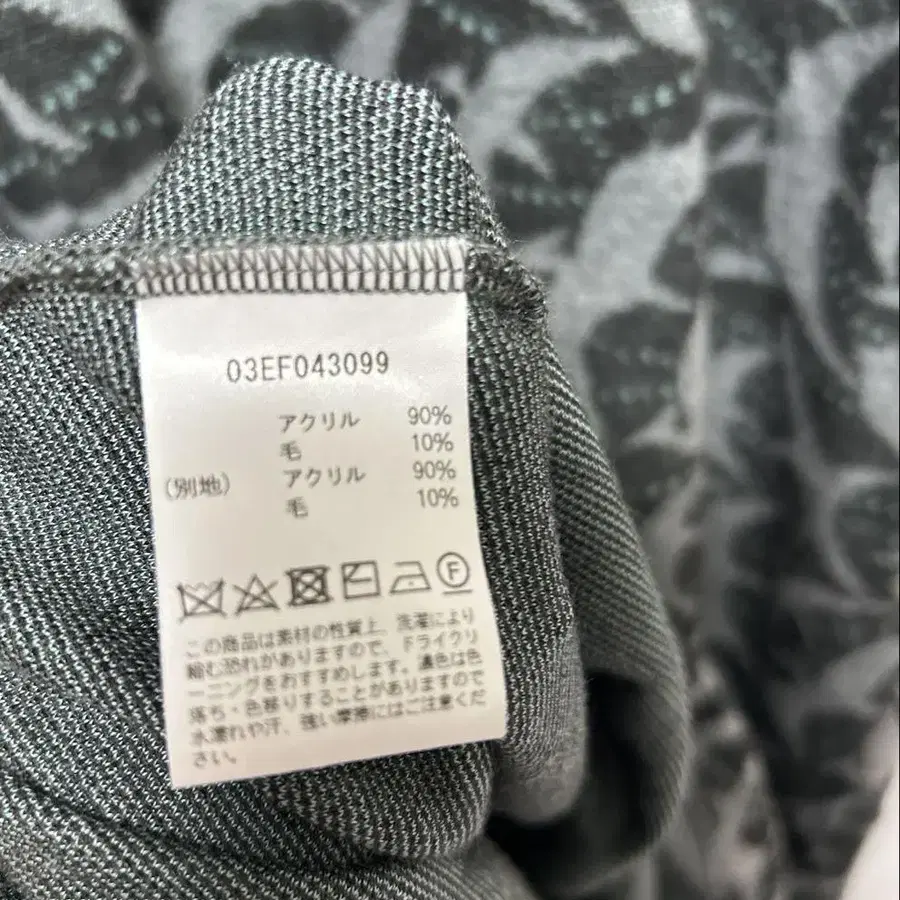 03EF043099
アクリル 90%
毛 10%
(別地) アクリル 90%
毛 10%
F
この商品は素材の性質上、洗濯により
縮む恐れがありますので、ドライクリ
ーニングをおすすめします。濃色は色
落ち・色移りすることがありますので
水濡れや汗、強い摩擦にはご注意くだ
さい。